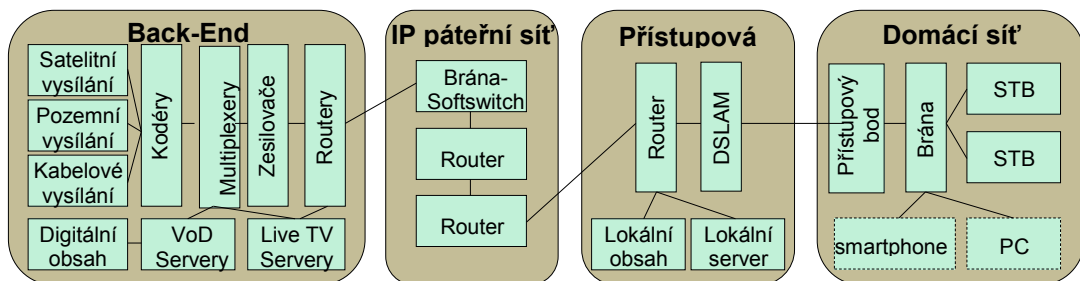 Back-End
Satelitní
vysílání
Pozemní
vysílání
Kabelové
vysílání
Kodéry
Multiplexery
Zesilovače
Routery
Digitální
obsah
VoD
Servery
Live TV
Servery
IP páteřní síť
Brána-
Softswitch
Router
Router
Přístupová
Router
DSLAM
Lokální
obsah
Lokální
server
Domácí síť
Přístupový
bod
Brána
STB
STB
smartphone
PC